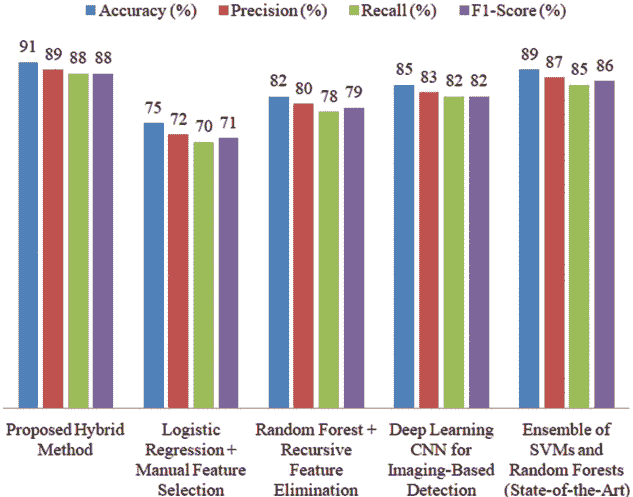 Accuracy (%) Precision (%) Recall (%) F1-Score (%)
91 89 88 88
75 72 70 71
82 80 78 79
85 83 82 82
89 87 85 86
Proposed Hybrid
Method
Logistic
Regression +
Manual Feature
Selection
Random Forest +
Recursive
Feature
Elimination
Deep Learning
CNN for
Imaging-Based
Detection
Ensemble of
SVMs and
Random Forests
(State-of-the-Art)